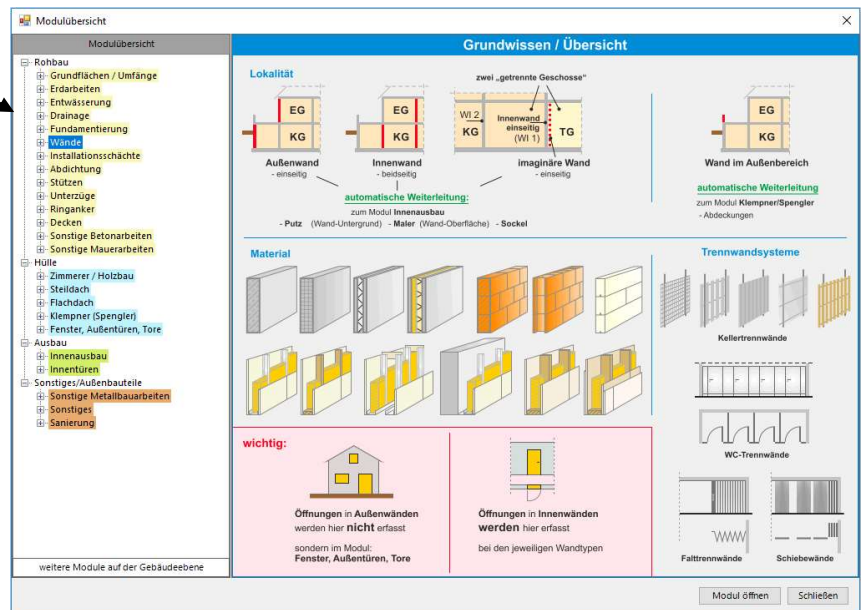 Modulübersicht
Modulübersicht
Rohbau
Grundflächen / Umfänge
Erdarbeiten
Entwässerung
Drainage
Fundamentierung
Wände
Installationsschächte
Abdichtung
Stützen
Unterzüge
Ringanker
Decken
Sonstige Betonarbeiten
Sonstige Mauerarbeiten
Hülle
Zimmerer / Holzbau
Steildach
Flachdach
Klempner (Spengler)
Fenster, Außentüren, Tore
Ausbau
Innenausbau
Innentüren
Sonstiges/Außenbauteile
Sonstige Metallbauarbeiten
Sonstiges
Sanierung
weitere Module auf der Gebäudeebene
Grundwissen / Übersicht
Lokalität
EG
KG
Außenwand
- einseitig
EG
KG
Innenwand
- beidseitig
zwei „getrennte Geschosse“
WI 2
KG
Innenwand
einseitig
(WI 1)
TG
imaginäre Wand
- einseitig
automatische Weiterleitung:
zum Modul Innenausbau
- Putz (Wand-Untergrund) - Maler (Wand-Oberfläche) - Sockel
EG
KG
Wand im Außenbereich
automatische Weiterleitung
zum Modul Klempner/Spengler
- Abdeckungen
Material
Trennwandsysteme
Kellertrennwände
WC-Trennwände
Falttrennwände
Schiebewände
wichtig:
Öffnungen in Außenwänden
werden hier nicht erfasst
sondern im Modul:
Fenster, Außentüren, Tore
Öffnungen in Innenwänden
werden hier erfasst
bei den jeweiligen Wandtypen
Modul öffnen
Schließen